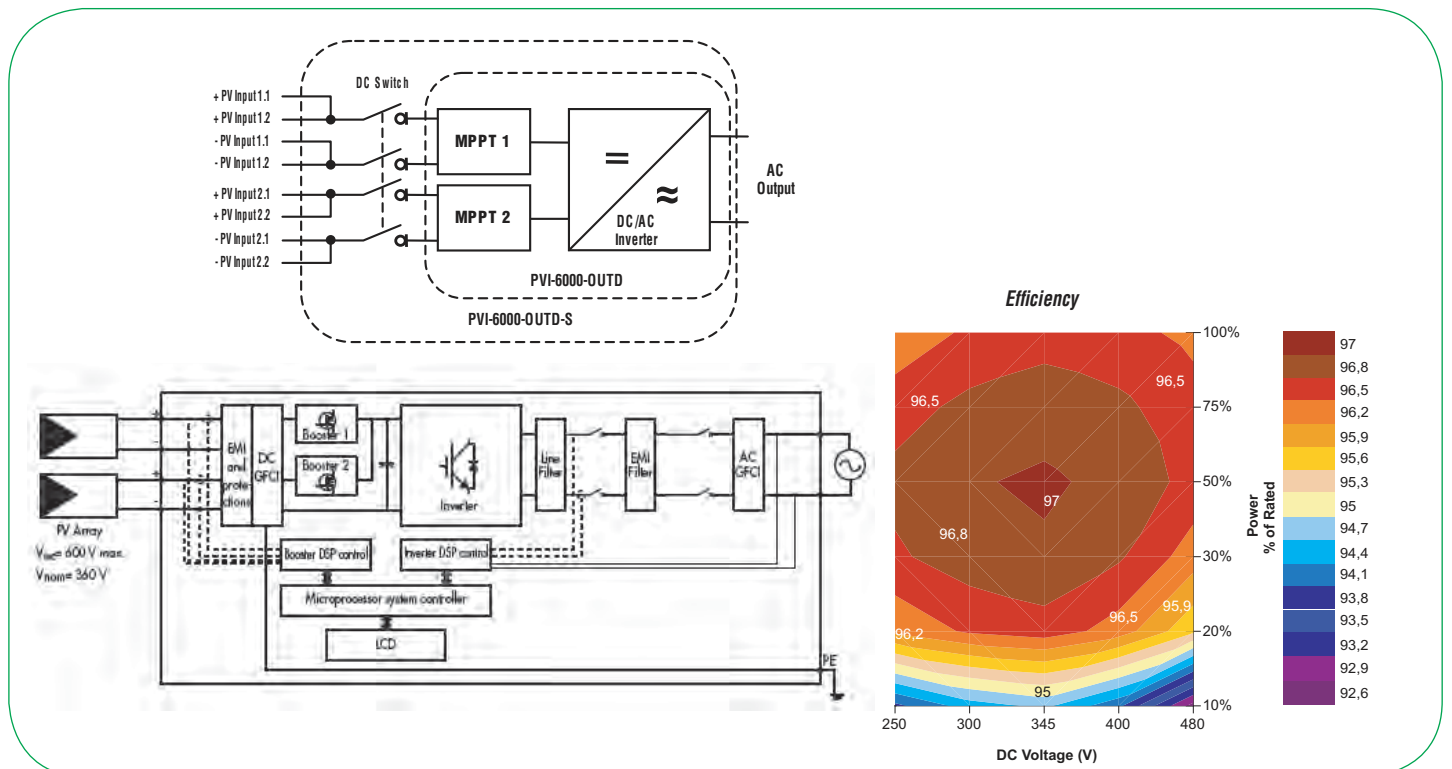 DC Switch
+ PV Input 1.1
+ PV Input 1.2
- PV Input 1.1
- PV Input 1.2
+ PV Input 2.1
+ PV Input 2.2
- PV Input 2.1
- PV Input 2.2
MPPT 1
MPPT 2
=
≈
DC/AC
Inverter
AC
Output
PVI-6000-OUTD
PVI-6000-OUTD-S
+
-
+
-
PV Array
= 600 V max.
Vnom= 360 V
EMI
and
prote-
ctions
DC
GFCI
Booster 1
Booster 2
Inverter
Line
Filter
EMI
Filter
AC
GFCI
Booster DSP control
Inverter DSP control
Microprocessor system controller
LCD
PE
Efficiency
96,5
96,5
97
96,8
96,2
96,5
95,9
95
100%
75%
50%
30%
20%
10%
Power
% of Rated
250
300
345
400
480
DC Voltage (V)
97
96,8
96,5
96,2
95,9
95,6
95,3
95
94,7
94,4
94,1
93,8
93,5
93,2
92,9
92,6